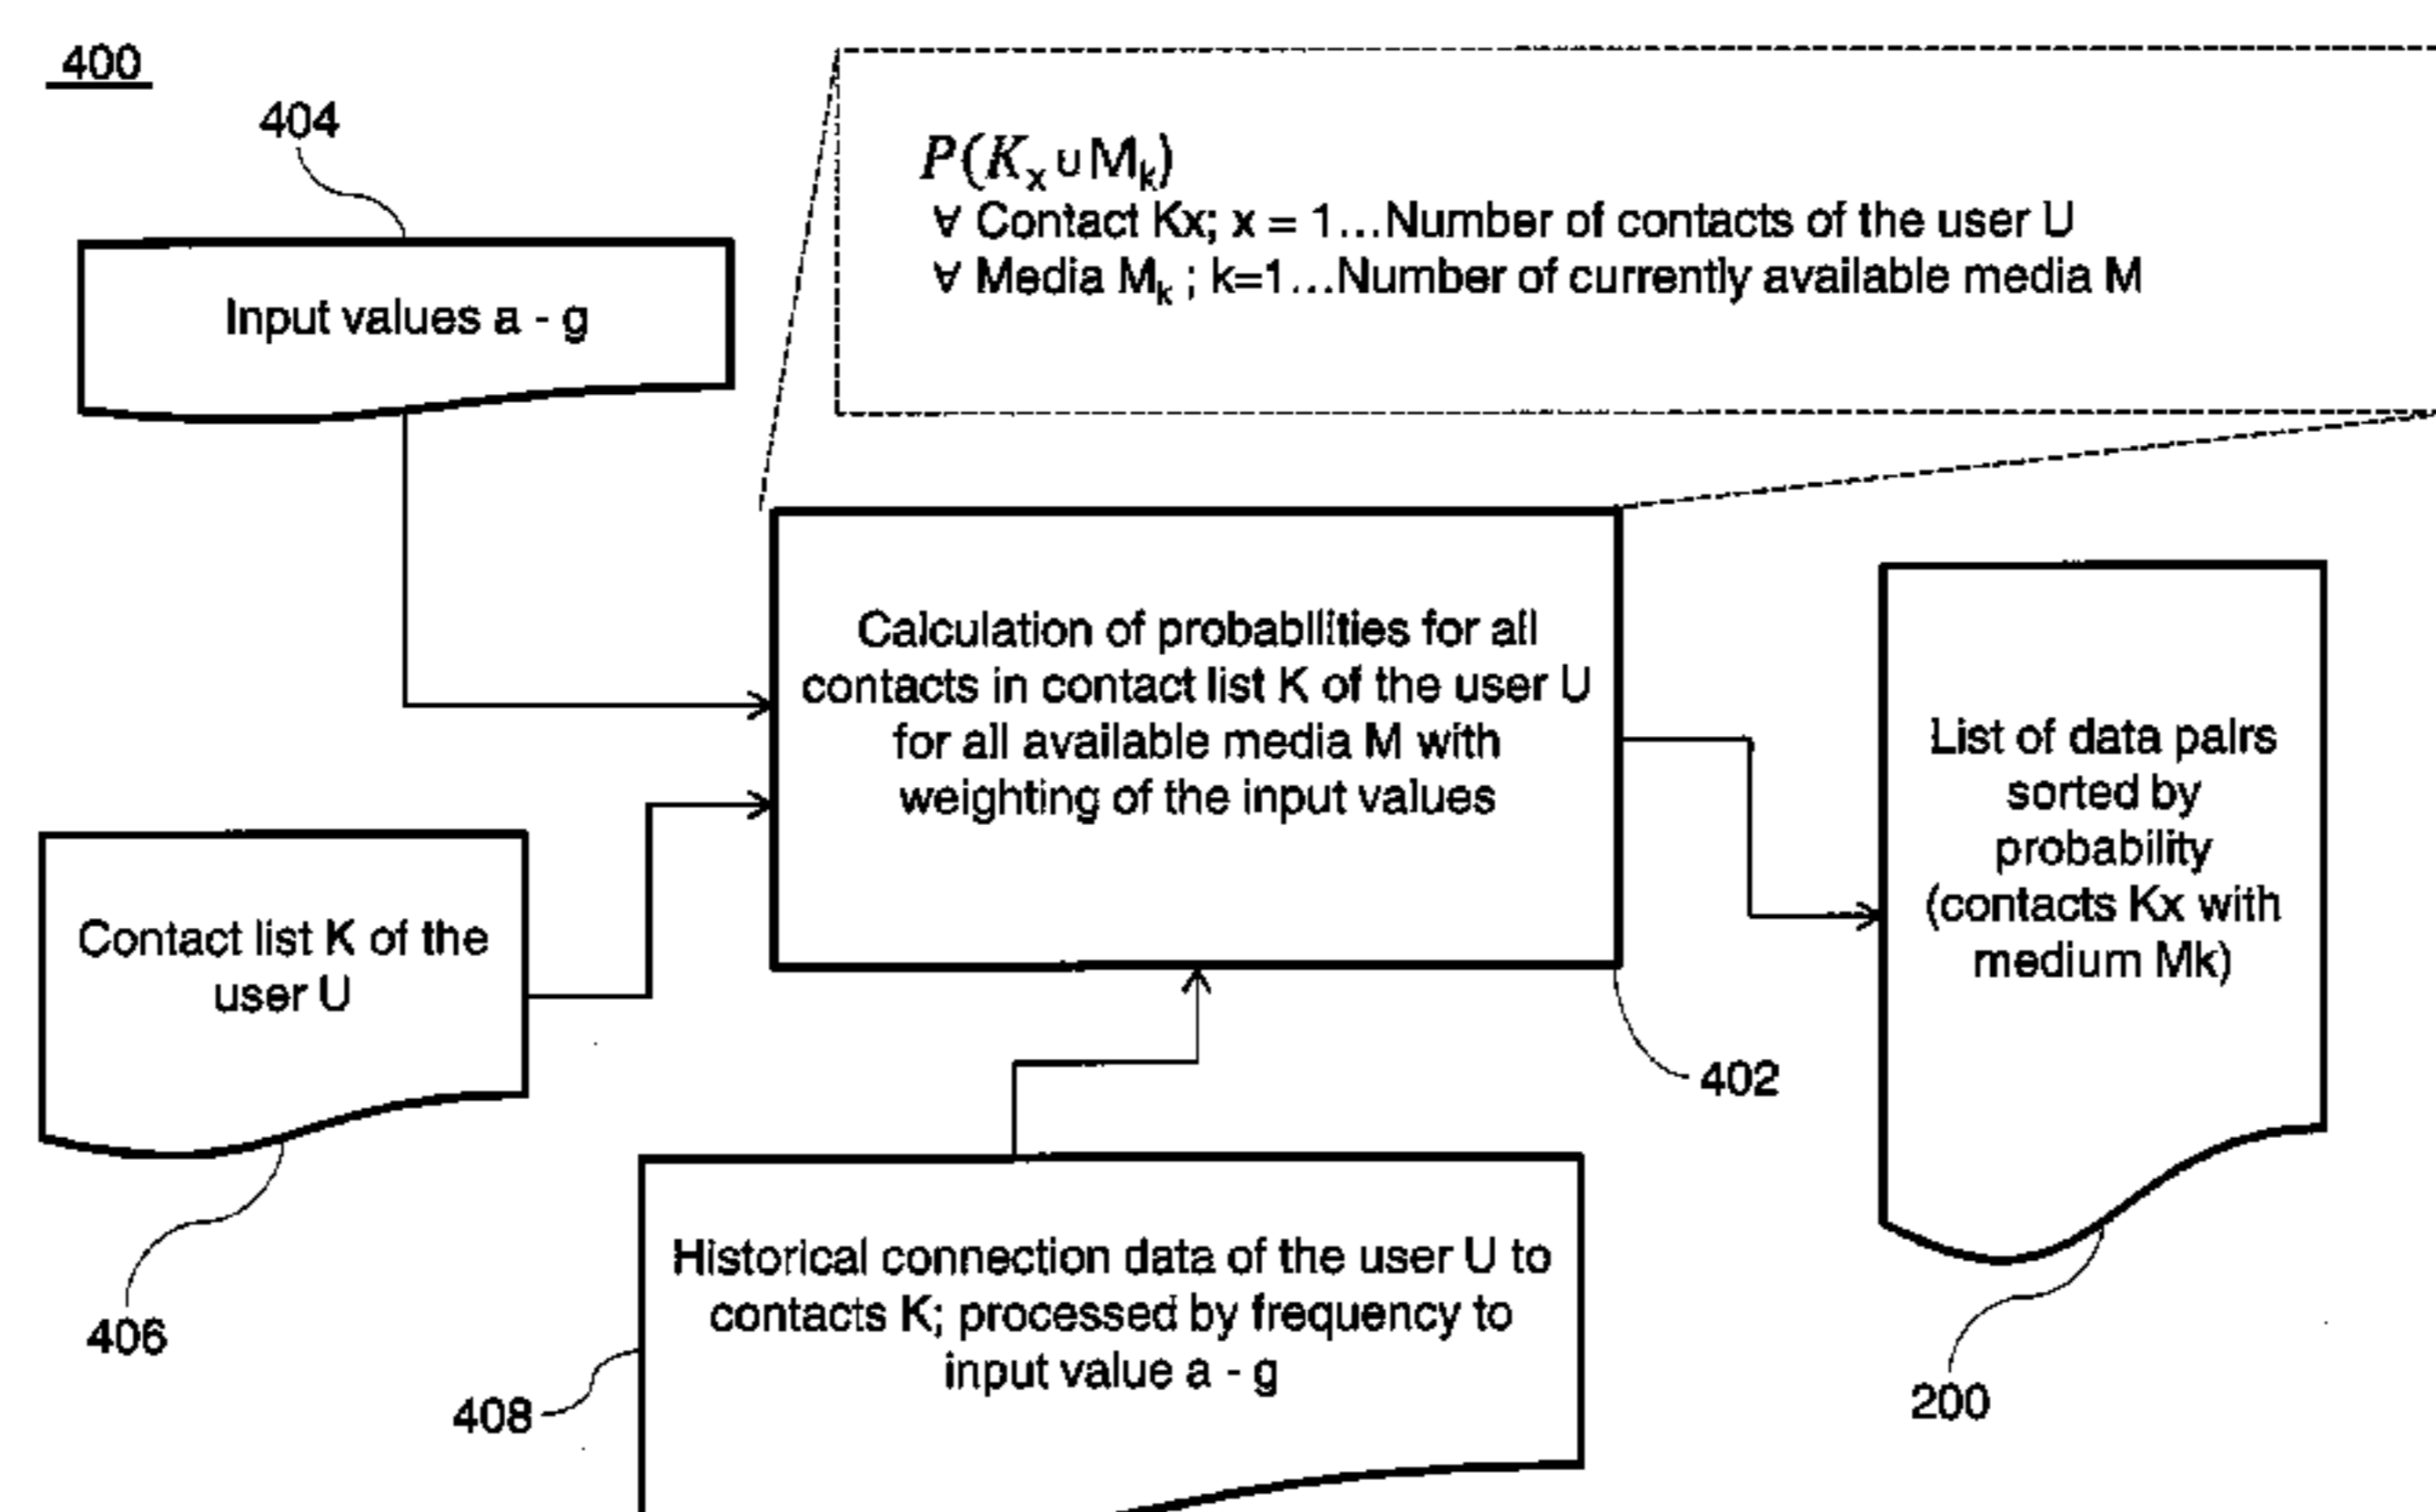 400
404
P(Kx∪Mk)
∀ Contact Kx; x = 1...Number of contacts of the user U
∀ Media Mk ; k=1...Number of currently available media M
Input values a - g
Calculation of probabilities for all
contacts in contact list K of the user U
for all available media M with
weighting of the input values
List of data pairs
sorted by
probability
(contacts Kx with
medium Mk)
Contact list K of the
user U
402
Historical connection data of the user U to
contacts K; processed by frequency to
input value a - g
406
408
200